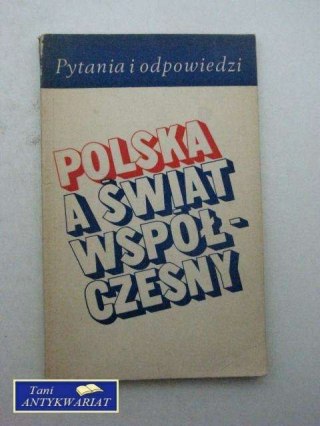 Pytania i odpowiedzi
POLSKA
A ŚWIAT
WSPÓŁ-
CZESNY
Tani
ANTYKWARIAT